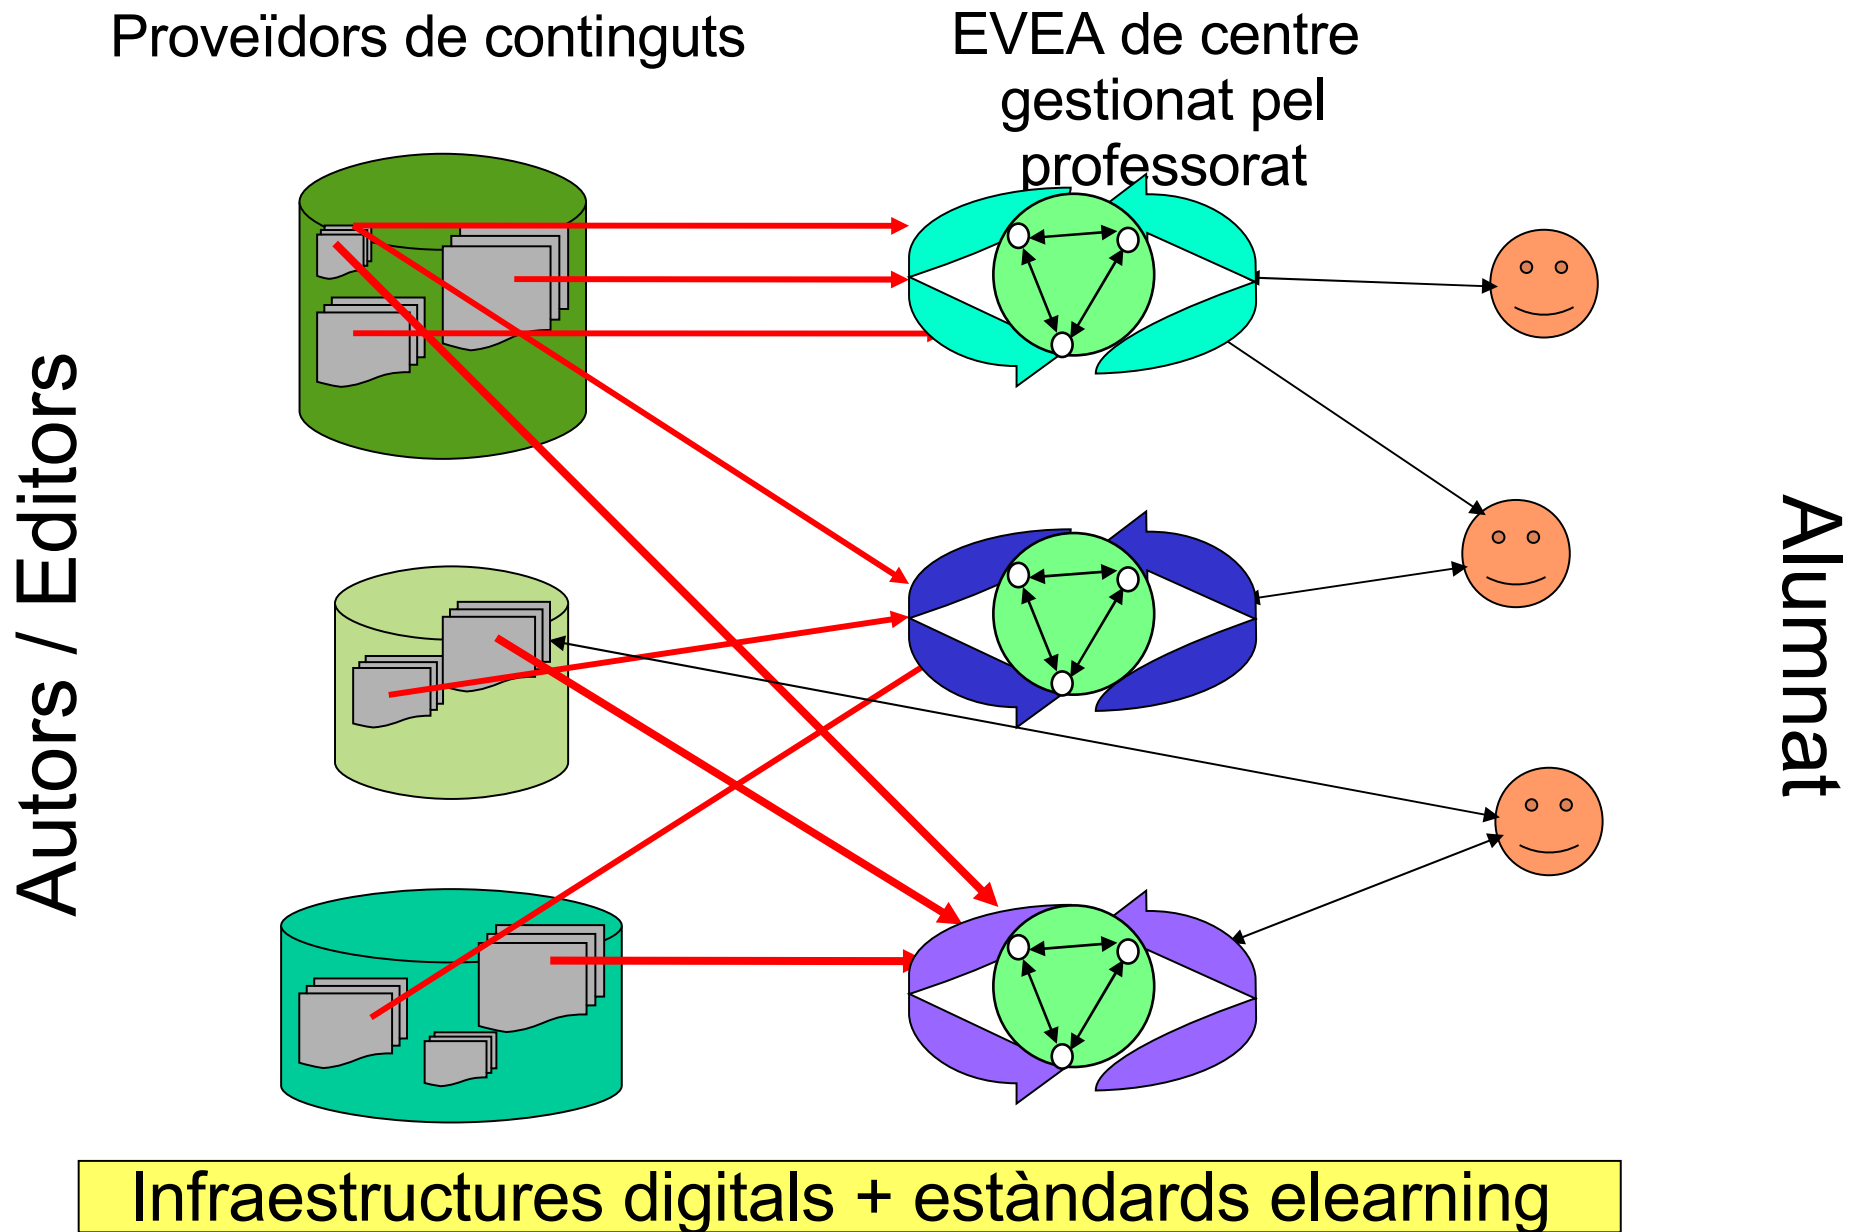 Proveïdors de continguts
EVEA de centre
gestionat pel
professorat
Autors / Editors
Alumnat
Infraestructures digitals + estàndards elearning